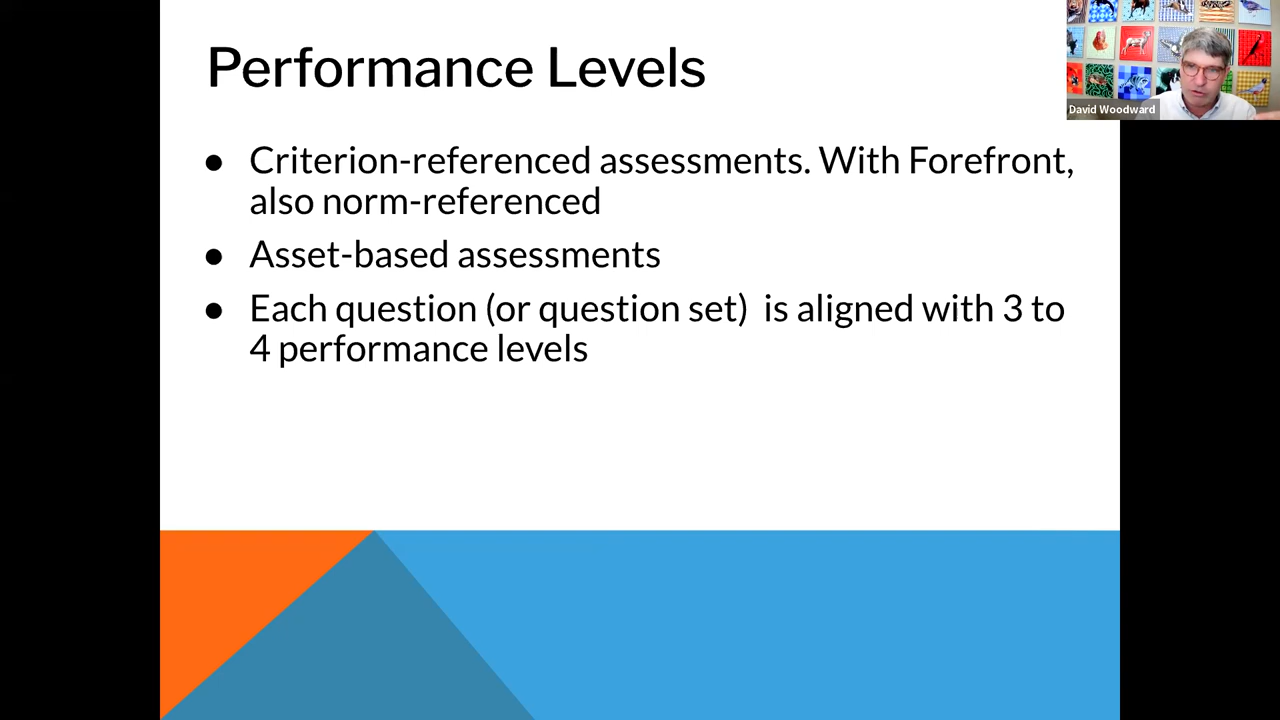 Performance Levels
● Criterion-referenced assessments. With Forefront,
also norm-referenced
● Asset-based assessments
● Each question (or question set)  is aligned with 3 to
4 performance levels
David Woodward